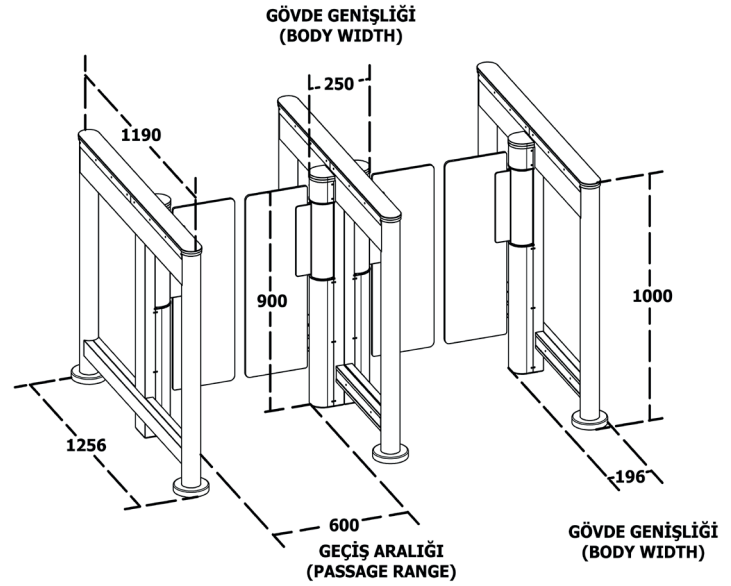 GÖVDE GENİŞLİĞİ
(BODY WIDTH)
250
1190
900
1000
1256
196
600
GEÇİŞ ARALIĞI
(PASSAGE RANGE)
GÖVDE GENİŞLİĞİ
(BODY WIDTH)